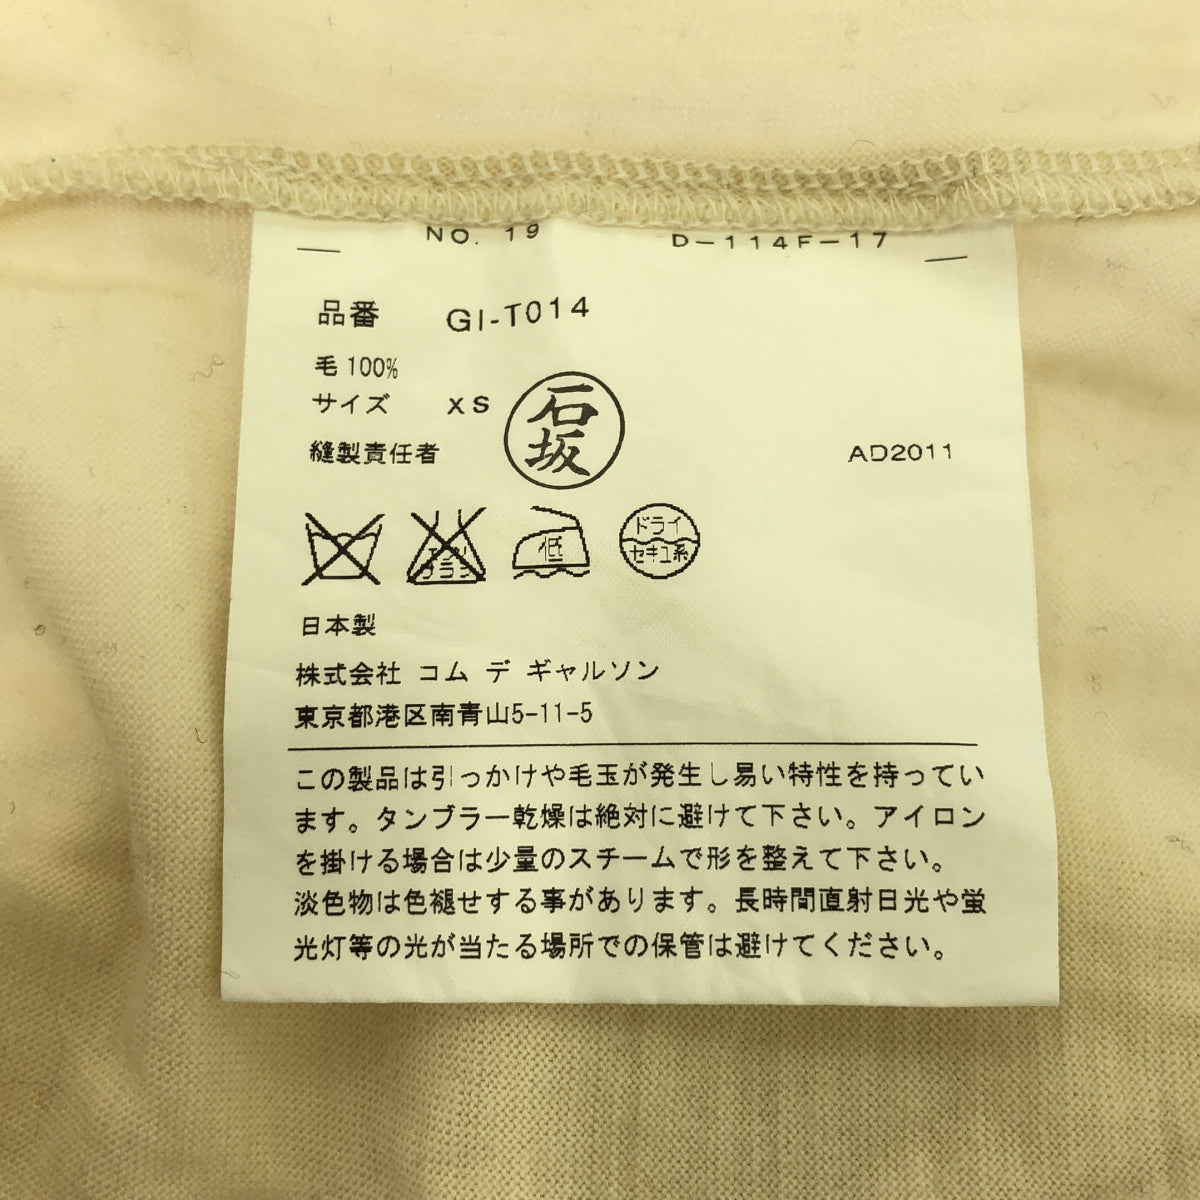 NO. 19 D-114F-17
品番 GI-T014
毛 100%
サイズ XS
石坂
縫製責任者 AD2011
エンソ
サラシ
低
ドライ
セキユ系
日本製
株式会社 コム デ ギャルソン
東京都港区南青山5-11-5
この製品は引っかけや毛玉が発生し易い特性を持ってい
ます。タンブラー乾燥は絶対に避けて下さい。アイロン
を掛ける場合は少量のスチームで形を整えて下さい。
淡色物は色褪せする事があります。長時間直射日光や蛍
光灯等の光が当たる場所での保管は避けてください。